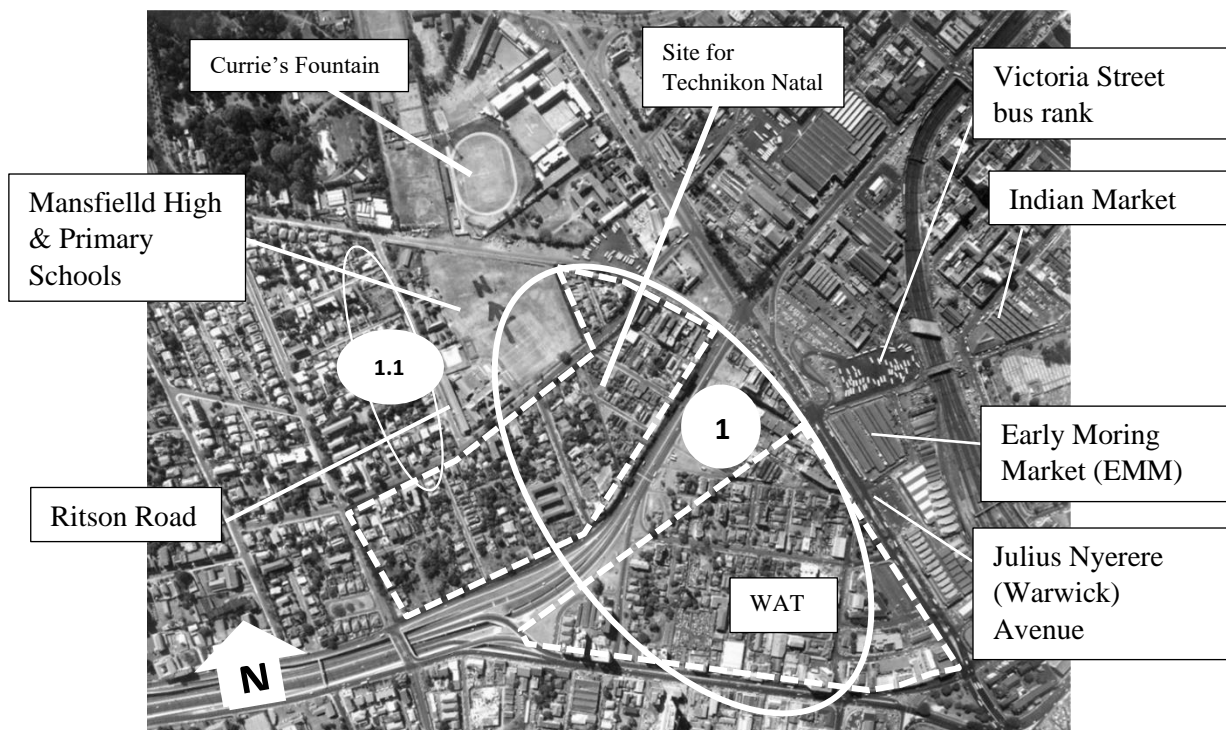 Currie's Fountain
Site for
Technikon Natal
Victoria Street
bus rank
Mansfielld High
& Primary
Schools
Indian Market
1.1
1
Early Moring
Market (EMM)
Ritson Road
WAT
Julius Nyerere
(Warwick)
Avenue
N